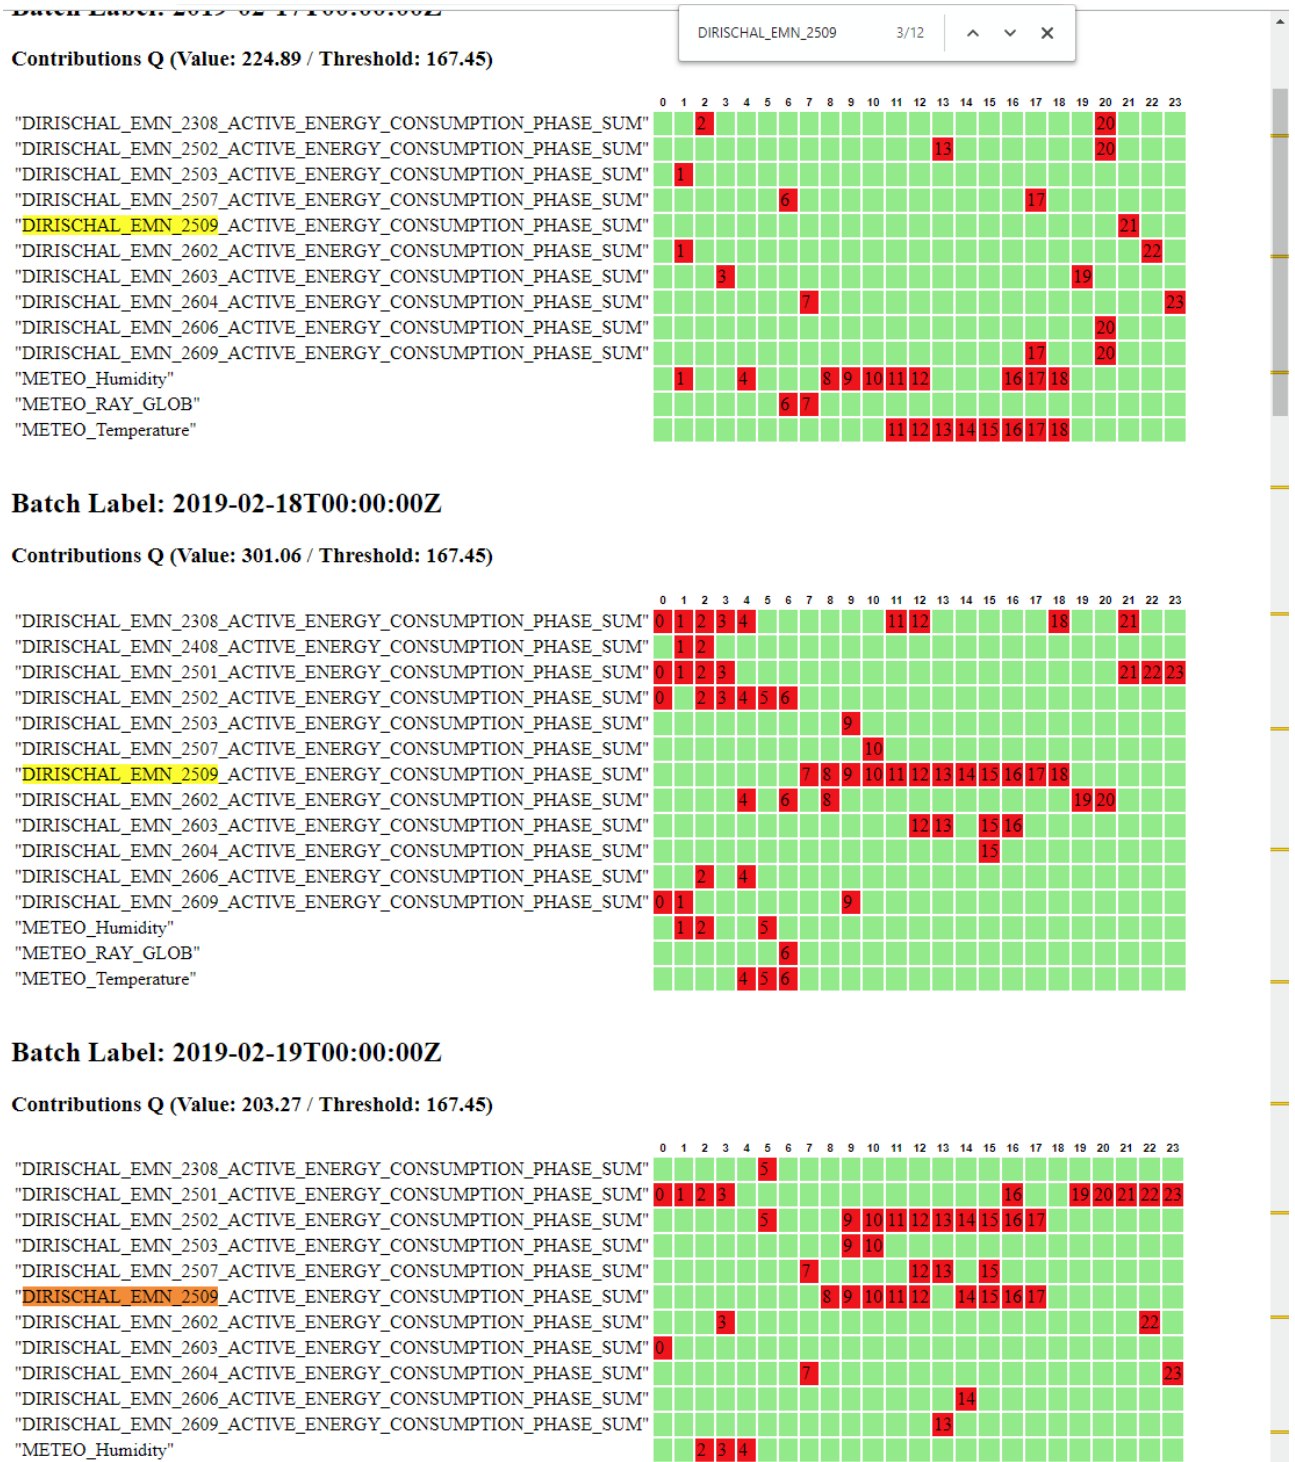 Batch Label: 2019-02-17T00:00:00Z
DIRISCHAL_EMN_2509 3/12
Contributions Q (Value: 224.89 / Threshold: 167.45)
0 1 2 3 4 5 6 7 8 9 10 11 12 13 14 15 16 17 18 19 20 21 22 23
"DIRISCHAL_EMN_2308_ACTIVE_ENERGY_CONSUMPTION_PHASE_SUM" 2 20
"DIRISCHAL_EMN_2502_ACTIVE_ENERGY_CONSUMPTION_PHASE_SUM" 13 20
"DIRISCHAL_EMN_2503_ACTIVE_ENERGY_CONSUMPTION_PHASE_SUM" 1
"DIRISCHAL_EMN_2507_ACTIVE_ENERGY_CONSUMPTION_PHASE_SUM" 6 17
"DIRISCHAL_EMN_2509_ACTIVE_ENERGY_CONSUMPTION_PHASE_SUM" 21
"DIRISCHAL_EMN_2602_ACTIVE_ENERGY_CONSUMPTION_PHASE_SUM" 1 22
"DIRISCHAL_EMN_2603_ACTIVE_ENERGY_CONSUMPTION_PHASE_SUM" 3 19
"DIRISCHAL_EMN_2604_ACTIVE_ENERGY_CONSUMPTION_PHASE_SUM" 7 23
"DIRISCHAL_EMN_2606_ACTIVE_ENERGY_CONSUMPTION_PHASE_SUM" 20
"DIRISCHAL_EMN_2609_ACTIVE_ENERGY_CONSUMPTION_PHASE_SUM" 17 20
"METEO_Humidity" 1 4 8 9 10 11 12 16 17 18
"METEO_RAY_GLOB" 6 7
"METEO_Temperature" 11 12 13 14 15 16 17 18
Batch Label: 2019-02-18T00:00:00Z
Contributions Q (Value: 301.06 / Threshold: 167.45)
0 1 2 3 4 5 6 7 8 9 10 11 12 13 14 15 16 17 18 19 20 21 22 23
"DIRISCHAL_EMN_2308_ACTIVE_ENERGY_CONSUMPTION_PHASE_SUM" 0 1 2 3 4 11 12 18 21
"DIRISCHAL_EMN_2408_ACTIVE_ENERGY_CONSUMPTION_PHASE_SUM" 1 2
"DIRISCHAL_EMN_2501_ACTIVE_ENERGY_CONSUMPTION_PHASE_SUM" 0 1 2 3 21 22 23
"DIRISCHAL_EMN_2502_ACTIVE_ENERGY_CONSUMPTION_PHASE_SUM" 0 2 3 4 5 6
"DIRISCHAL_EMN_2503_ACTIVE_ENERGY_CONSUMPTION_PHASE_SUM" 9
"DIRISCHAL_EMN_2507_ACTIVE_ENERGY_CONSUMPTION_PHASE_SUM" 10
"DIRISCHAL_EMN_2509_ACTIVE_ENERGY_CONSUMPTION_PHASE_SUM" 7 8 9 10 11 12 13 14 15 16 17 18
"DIRISCHAL_EMN_2602_ACTIVE_ENERGY_CONSUMPTION_PHASE_SUM" 4 6 8 19 20
"DIRISCHAL_EMN_2603_ACTIVE_ENERGY_CONSUMPTION_PHASE_SUM" 12 13 15 16
"DIRISCHAL_EMN_2604_ACTIVE_ENERGY_CONSUMPTION_PHASE_SUM" 15
"DIRISCHAL_EMN_2606_ACTIVE_ENERGY_CONSUMPTION_PHASE_SUM" 2 4
"DIRISCHAL_EMN_2609_ACTIVE_ENERGY_CONSUMPTION_PHASE_SUM" 0 1 9
"METEO_Humidity" 1 2 5
"METEO_RAY_GLOB" 6
"METEO_Temperature" 4 5 6
Batch Label: 2019-02-19T00:00:00Z
Contributions Q (Value: 203.27 / Threshold: 167.45)
0 1 2 3 4 5 6 7 8 9 10 11 12 13 14 15 16 17 18 19 20 21 22 23
"DIRISCHAL_EMN_2308_ACTIVE_ENERGY_CONSUMPTION_PHASE_SUM" 5
"DIRISCHAL_EMN_2501_ACTIVE_ENERGY_CONSUMPTION_PHASE_SUM" 0 1 2 3 16 19 20 21 22 23
"DIRISCHAL_EMN_2502_ACTIVE_ENERGY_CONSUMPTION_PHASE_SUM" 5 9 10 11 12 13 14 15 16 17
"DIRISCHAL_EMN_2503_ACTIVE_ENERGY_CONSUMPTION_PHASE_SUM" 9 10
"DIRISCHAL_EMN_2507_ACTIVE_ENERGY_CONSUMPTION_PHASE_SUM" 7 12 13 15
"DIRISCHAL_EMN_2509_ACTIVE_ENERGY_CONSUMPTION_PHASE_SUM" 8 9 10 11 12 14 15 16 17
"DIRISCHAL_EMN_2602_ACTIVE_ENERGY_CONSUMPTION_PHASE_SUM" 3 22
"DIRISCHAL_EMN_2603_ACTIVE_ENERGY_CONSUMPTION_PHASE_SUM" 0
"DIRISCHAL_EMN_2604_ACTIVE_ENERGY_CONSUMPTION_PHASE_SUM" 7 23
"DIRISCHAL_EMN_2606_ACTIVE_ENERGY_CONSUMPTION_PHASE_SUM" 14
"DIRISCHAL_EMN_2609_ACTIVE_ENERGY_CONSUMPTION_PHASE_SUM" 13
"METEO_Humidity" 2 3 4